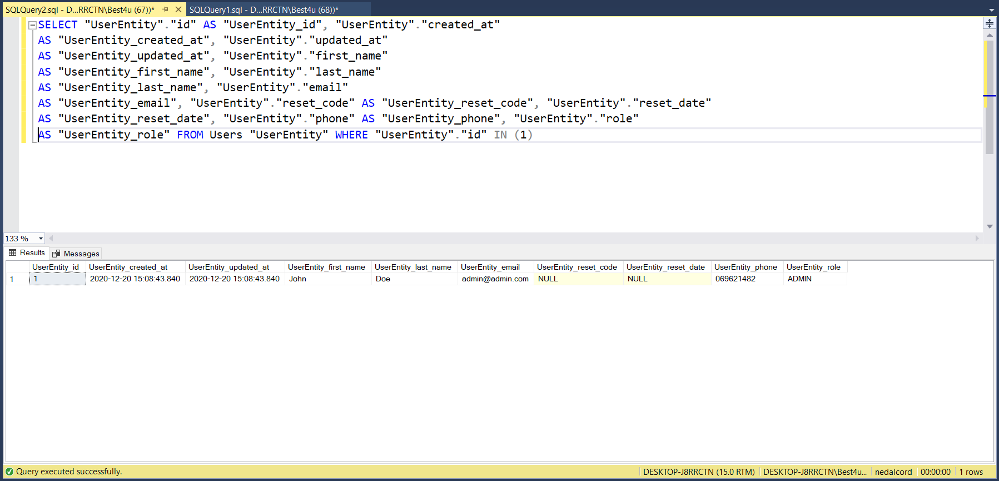 SQLQuery2.sql - D...RRCTN\Best4u (67))* SQLQuery1.sql - D...RRCTN\Best4u (68))*
SELECT "UserEntity"."id" AS "UserEntity_id", "UserEntity"."created_at"
AS "UserEntity_created_at", "UserEntity"."updated_at"
AS "UserEntity_updated_at", "UserEntity"."first_name"
AS "UserEntity_first_name", "UserEntity"."last_name"
AS "UserEntity_last_name", "UserEntity"."email"
AS "UserEntity_email", "UserEntity"."reset_code" AS "UserEntity_reset_code", "UserEntity"."reset_date"
AS "UserEntity_reset_date", "UserEntity"."phone" AS "UserEntity_phone", "UserEntity"."role"
AS "UserEntity_role" FROM Users "UserEntity" WHERE "UserEntity"."id" IN (1)
133 %
Results Messages
UserEntity_id UserEntity_created_at UserEntity_updated_at UserEntity_first_name UserEntity_last_name UserEntity_email UserEntity_reset_code UserEntity_reset_date UserEntity_phone UserEntity_role
1 1 2020-12-20 15:08:43.840 2020-12-20 15:08:43.840 John Doe admin@admin.com NULL NULL 069621482 ADMIN
Query executed successfully. DESKTOP-J8RRCTN (15.0 RTM) DESKTOP-J8RRCTN\Best4u... nedalcord 00:00:00 1 rows